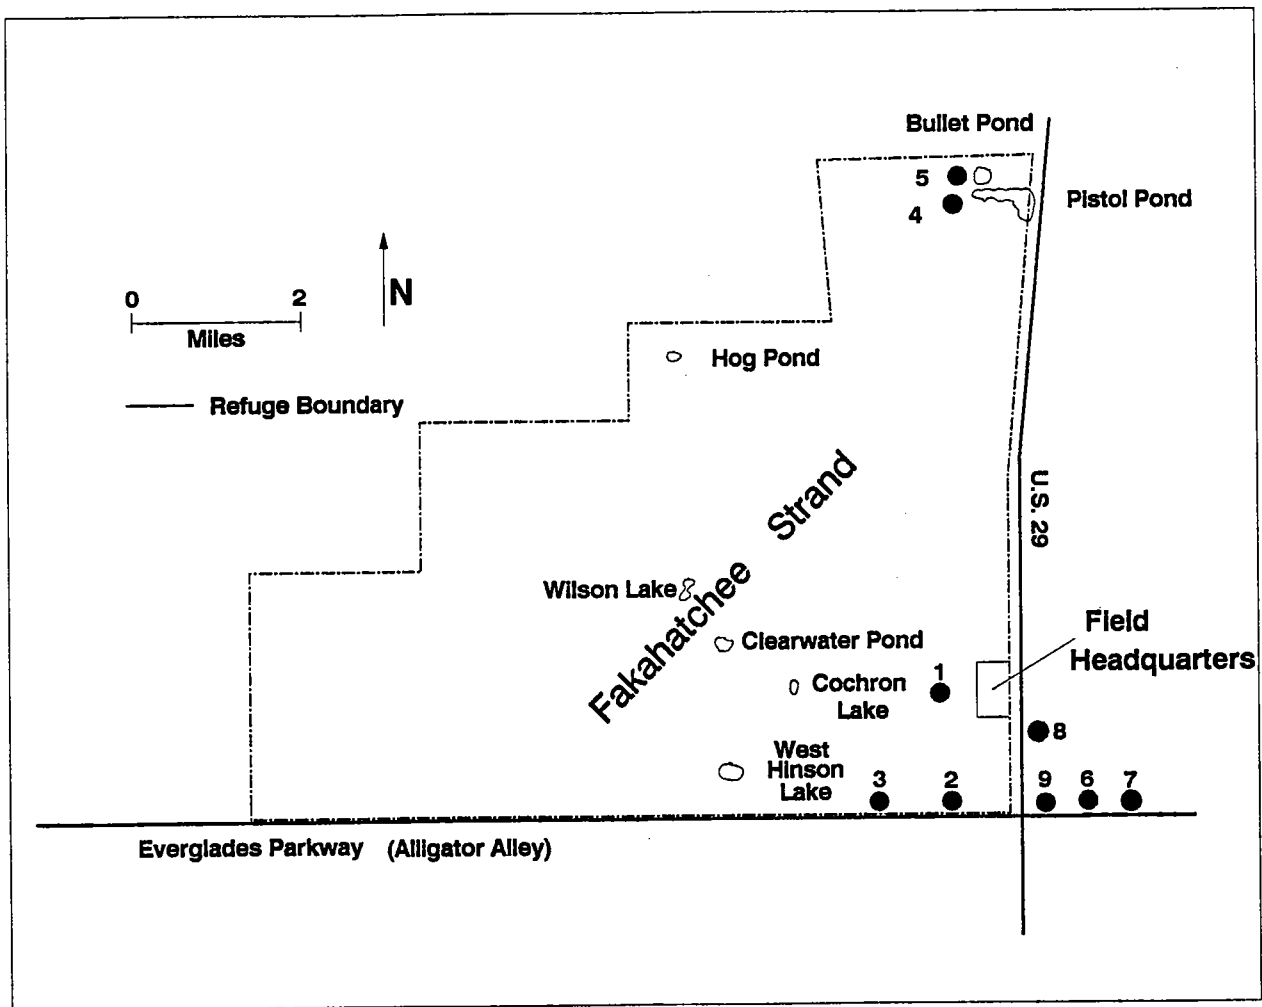 Bullet Pond
5
4
Pistol Pond
0 2
Miles
N
Hog Pond
Refuge Boundary
Fakahatchee Strand
U.S. 29
Wilson Lake
Clearwater Pond
Field
Headquarters
1
Cochron
Lake
8
West
Hinson
Lake
3 2 9 6 7
Everglades Parkway (Alligator Alley)